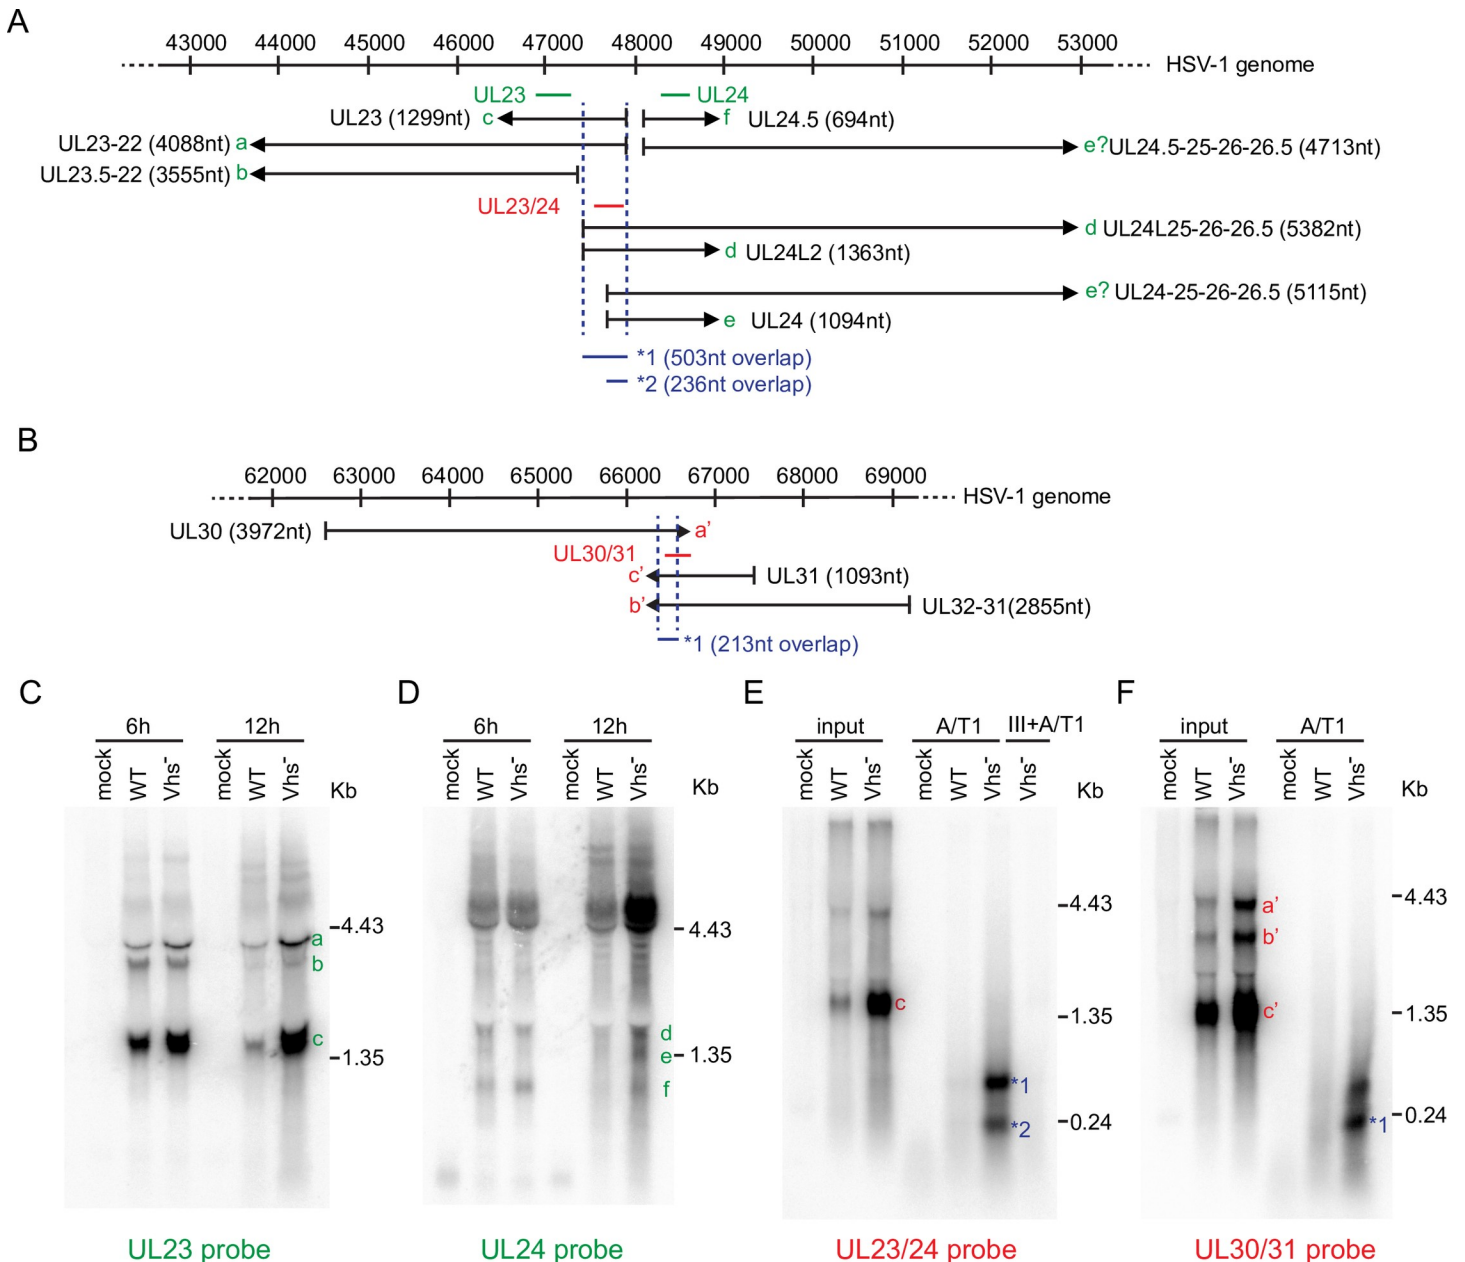 A
43000 44000 45000 46000 47000 48000 49000 50000 51000 52000 53000
HSV-1 genome
UL23 UL24
UL23 (1299nt) c f UL24.5 (694nt)
UL23-22 (4088nt) a e? UL24.5-25-26-26.5 (4713nt)
UL23.5-22 (3555nt) b
UL23/24
d UL24L25-26-26.5 (5382nt)
d UL24L2 (1363nt)
e? UL24-25-26-26.5 (5115nt)
e UL24 (1094nt)
*1 (503nt overlap)
*2 (236nt overlap)
B
62000 63000 64000 65000 66000 67000 68000 69000
HSV-1 genome
UL30 (3972nt) a'
UL30/31
c' UL31 (1093nt)
b' UL32-31(2855nt)
*1 (213nt overlap)
C
6h 12h
mock WT Vhs- mock WT Vhs- Kb
4.43
a
b
c
1.35
UL23 probe
D
6h 12h
mock WT Vhs- mock WT Vhs- Kb
4.43
d
e 1.35
f
UL24 probe
E
input A/T1 III+A/T1
mock WT Vhs- mock WT Vhs- Vhs- Kb
4.43
c
1.35
*1
*2 0.24
UL23/24 probe
F
input A/T1
mock WT Vhs- mock WT Vhs- Kb
4.43
a'
b'
c' 1.35
0.24
*1
UL30/31 probe